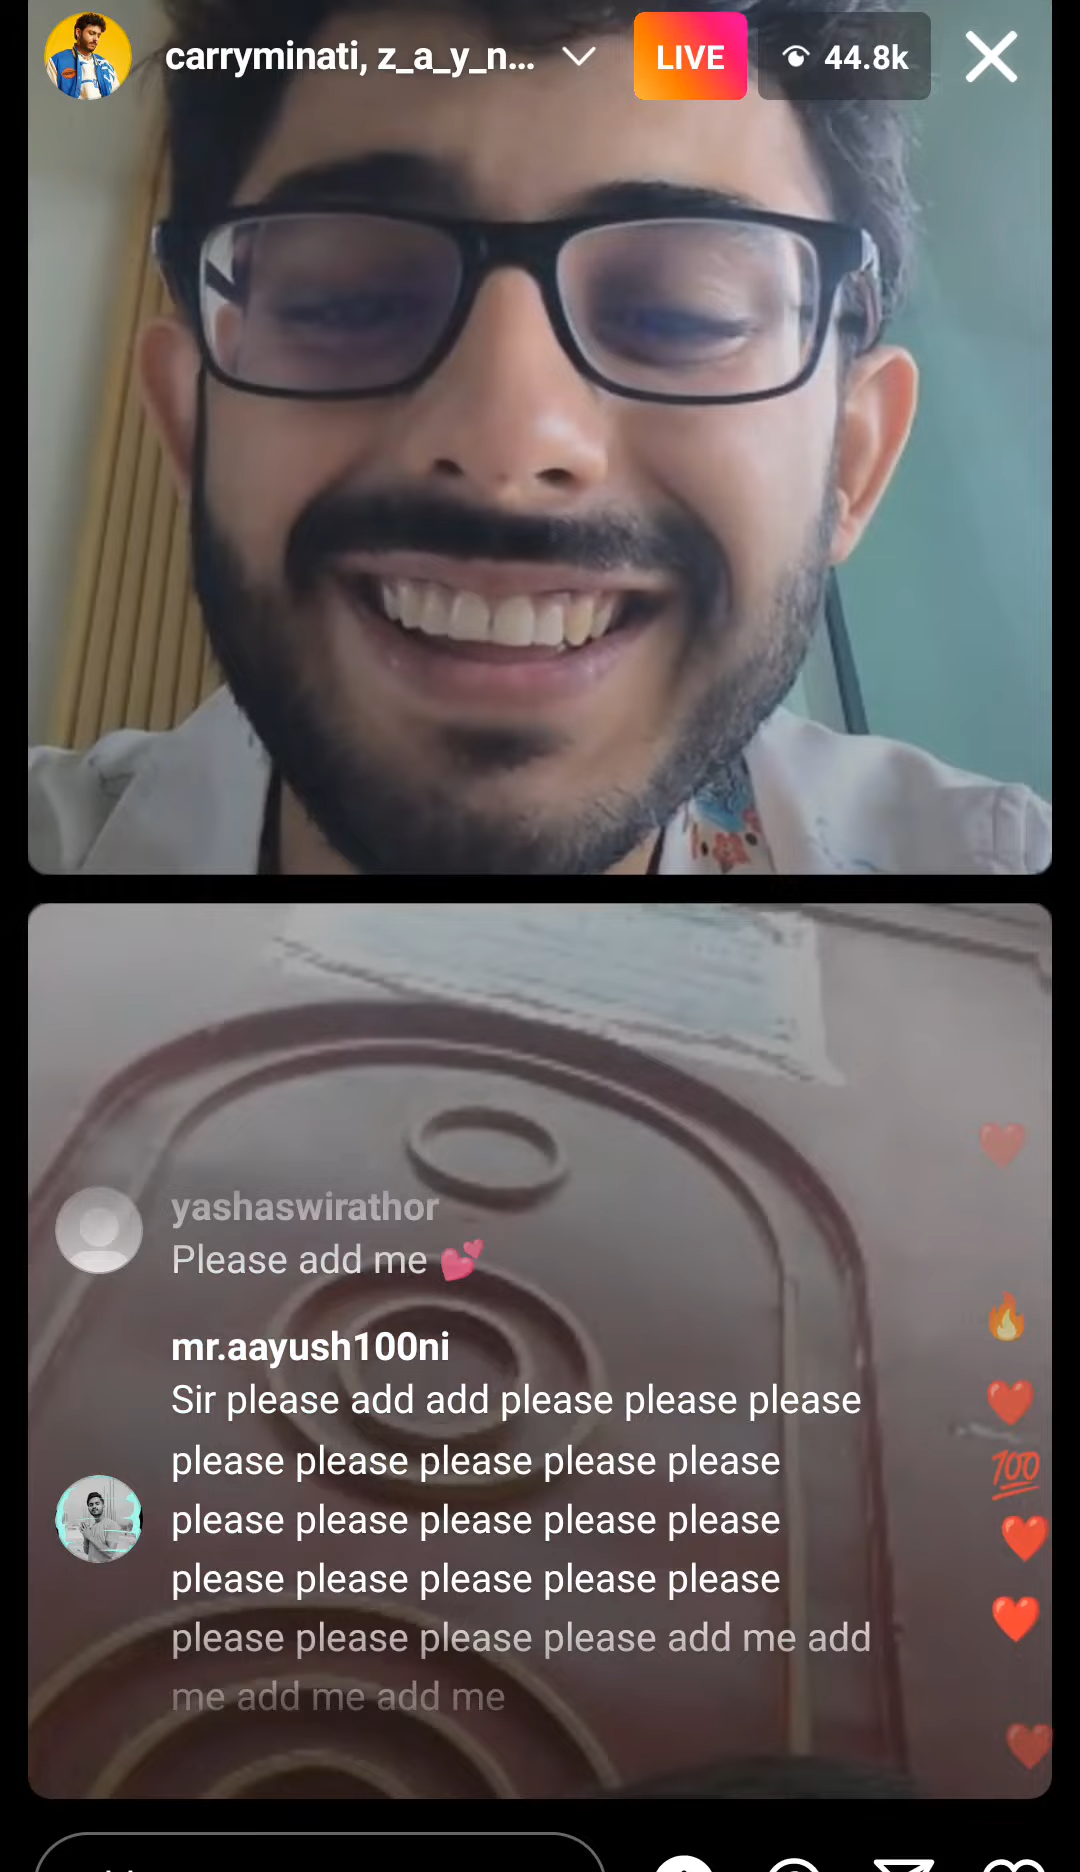 carryminati, z_a_y_n...
LIVE
44.8k
yashaswirathor
Please add me 💕
mr.aayush100ni
Sir please add add please please please
please please please please please
please please please please please
please please please please please
please please please please add me add
me add me add me